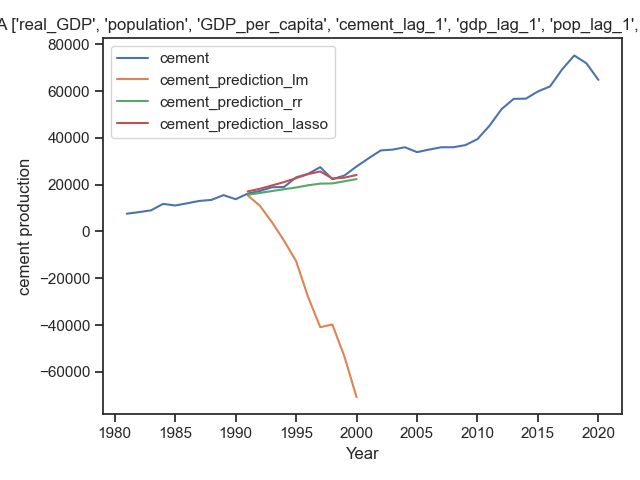 A ['real_GDP', 'population', 'GDP_per_capita', 'cement_lag_1', 'gdp_lag_1', 'pop_lag_1',
cement
cement_prediction_lm
cement_prediction_rr
cement_prediction_lasso
80000
60000
40000
20000
0
−20000
−40000
−60000
cement production
1980 1985 1990 1995 2000 2005 2010 2015 2020
Year